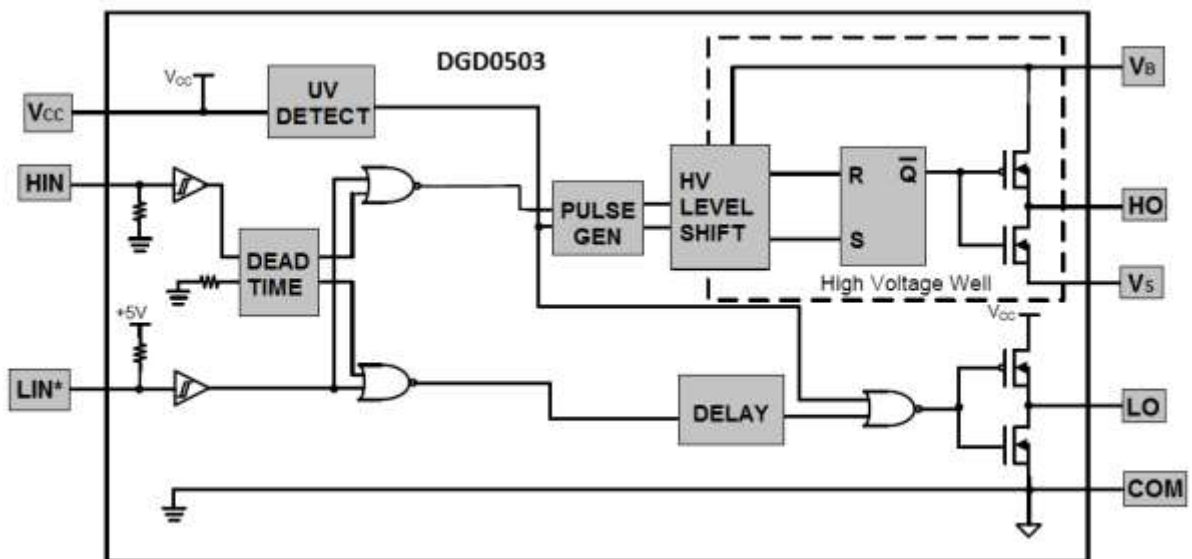 DGD0503
VCC
UV
DETECT
VCC
VB
HIN
HV
LEVEL
SHIFT
R
Q
S
PULSE
GEN
HO
DEAD
TIME
High Voltage Well
VS
+5V
VCC
LIN*
DELAY
LO
COM